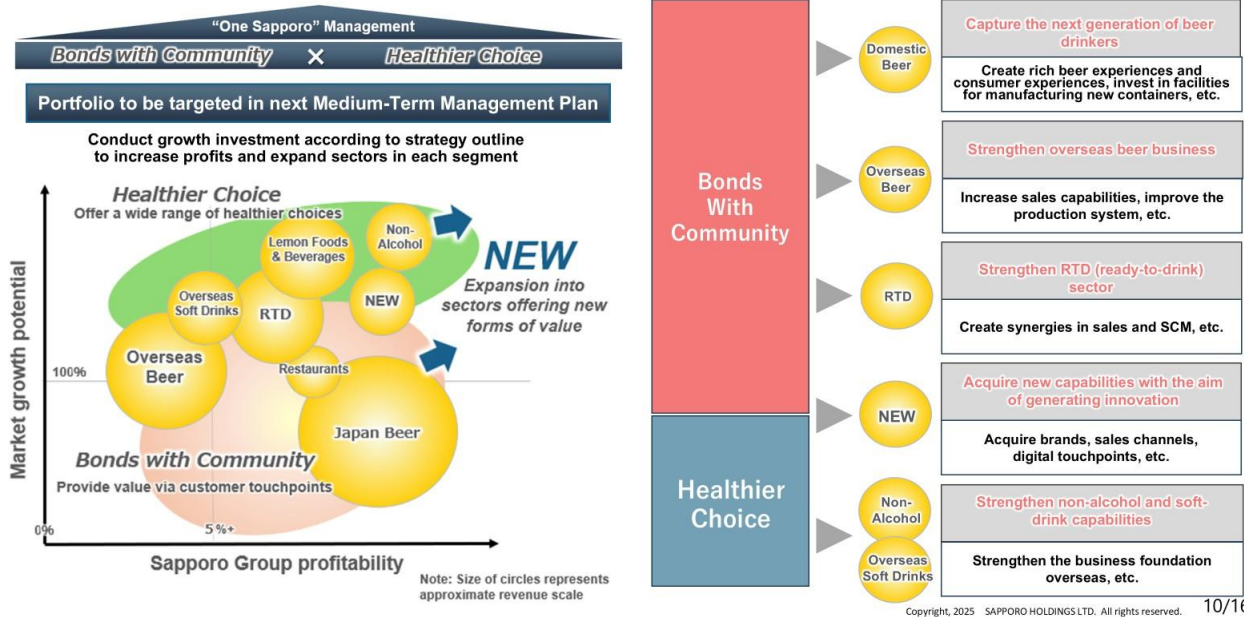 “One Sapporo” Management
Bonds with Community × Healthier Choice
Portfolio to be targeted in next Medium-Term Management Plan
Conduct growth investment according to strategy outline
to increase profits and expand sectors in each segment
Market growth potential
Healthier Choice
Offer a wide range of healthier choices
Non-
Alcohol
Lemon Foods
& Beverages
NEW
Expansion into
sectors offering new
forms of value
Overseas
Soft Drinks
RTD
NEW
Overseas
Beer
Restaurants
100%
Japan Beer
Bonds with Community
Provide value via customer touchpoints
0%
5%+
Sapporo Group profitability
Note: Size of circles represents
approximate revenue scale
Bonds
With
Community
Healthier
Choice
Domestic
Beer
Capture the next generation of beer
drinkers
Create rich beer experiences and
consumer experiences, invest in facilities
for manufacturing new containers, etc.
Overseas
Beer
Strengthen overseas beer business
Increase sales capabilities, improve the
production system, etc.
RTD
Strengthen RTD (ready-to-drink)
sector
Create synergies in sales and SCM, etc.
NEW
Acquire new capabilities with the aim
of generating innovation
Acquire brands, sales channels,
digital touchpoints, etc.
Non-
Alcohol
Overseas
Soft Drinks
Strengthen non-alcohol and soft-
drink capabilities
Strengthen the business foundation
overseas, etc.
Copyright, 2025 SAPPORO HOLDINGS LTD. All rights reserved.
10/16